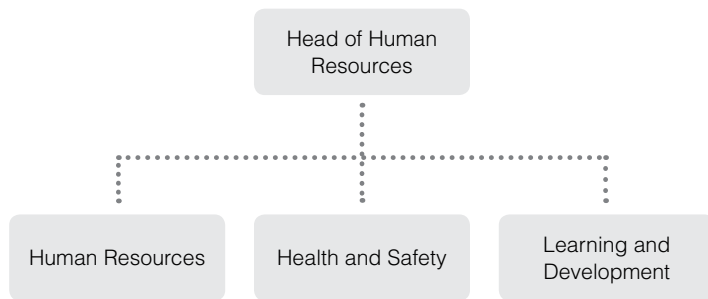 Head of Human
Resources
Human Resources
Health and Safety
Learning and
Development